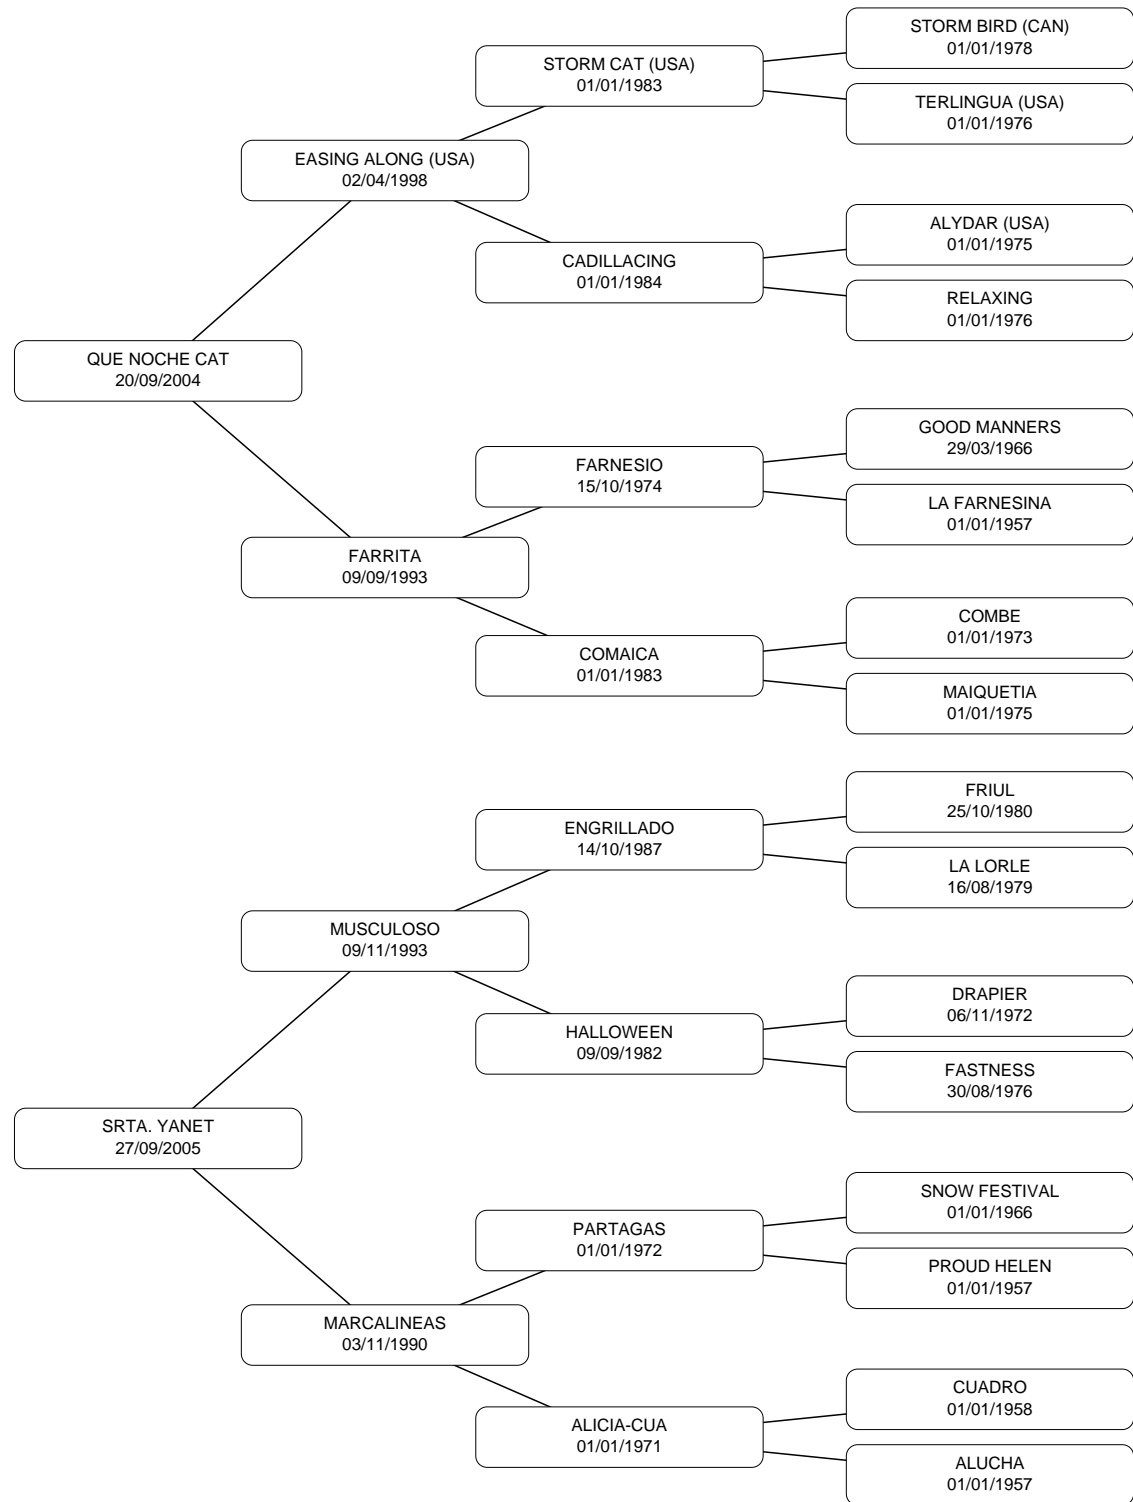 STORM BIRD (CAN)
01/01/1978
STORM CAT (USA)
01/01/1983
TERLINGUA (USA)
01/01/1976
EASING ALONG (USA)
02/04/1998
ALYDAR (USA)
01/01/1975
CADILLACING
01/01/1984
RELAXING
01/01/1976
QUE NOCHE CAT
20/09/2004
GOOD MANNERS
29/03/1966
FARNESIO
15/10/1974
LA FARNESINA
01/01/1957
FARRITA
09/09/1993
COMBE
01/01/1973
COMAICA
01/01/1983
MAIQUETIA
01/01/1975
FRIUL
25/10/1980
ENGRILLADO
14/10/1987
LA LORLE
16/08/1979
MUSCULOSO
09/11/1993
DRAPIER
06/11/1972
HALLOWEEN
09/09/1982
FASTNESS
30/08/1976
SRTA. YANET
27/09/2005
SNOW FESTIVAL
01/01/1966
PARTAGAS
01/01/1972
PROUD HELEN
01/01/1957
MARCALINEAS
03/11/1990
CUADRO
01/01/1958
ALICIA-CUA
01/01/1971
ALUCHA
01/01/1957